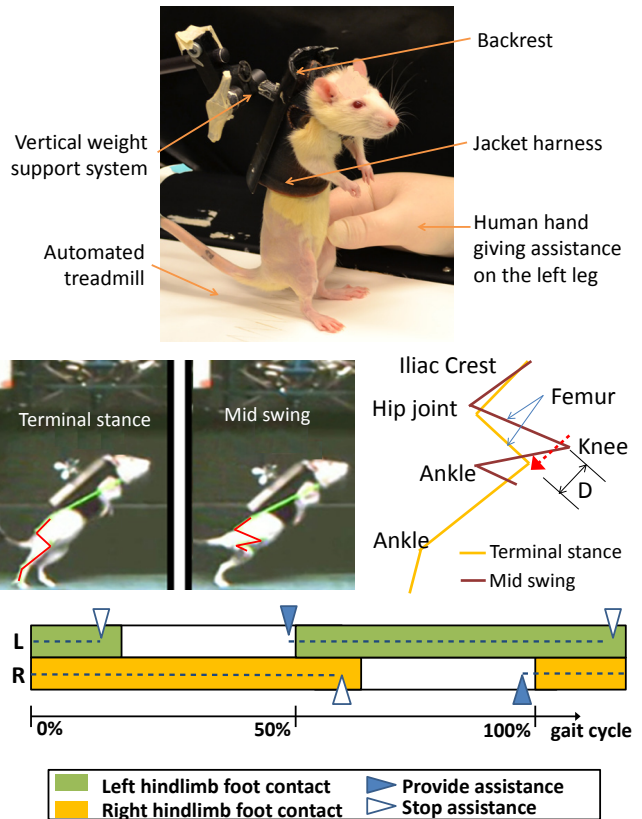 Backrest
Vertical weight
support system
Jacket harness
Human hand
giving assistance
on the left leg
Automated
treadmill
Terminal stance
Mid swing
Iliac Crest
Hip joint
Femur
Knee
Ankle
D
Ankle
Terminal stance
Mid swing
L
R
0%
50%
100%
gait cycle
Left hindlimb foot contact
Provide assistance
Right hindlimb foot contact
Stop assistance